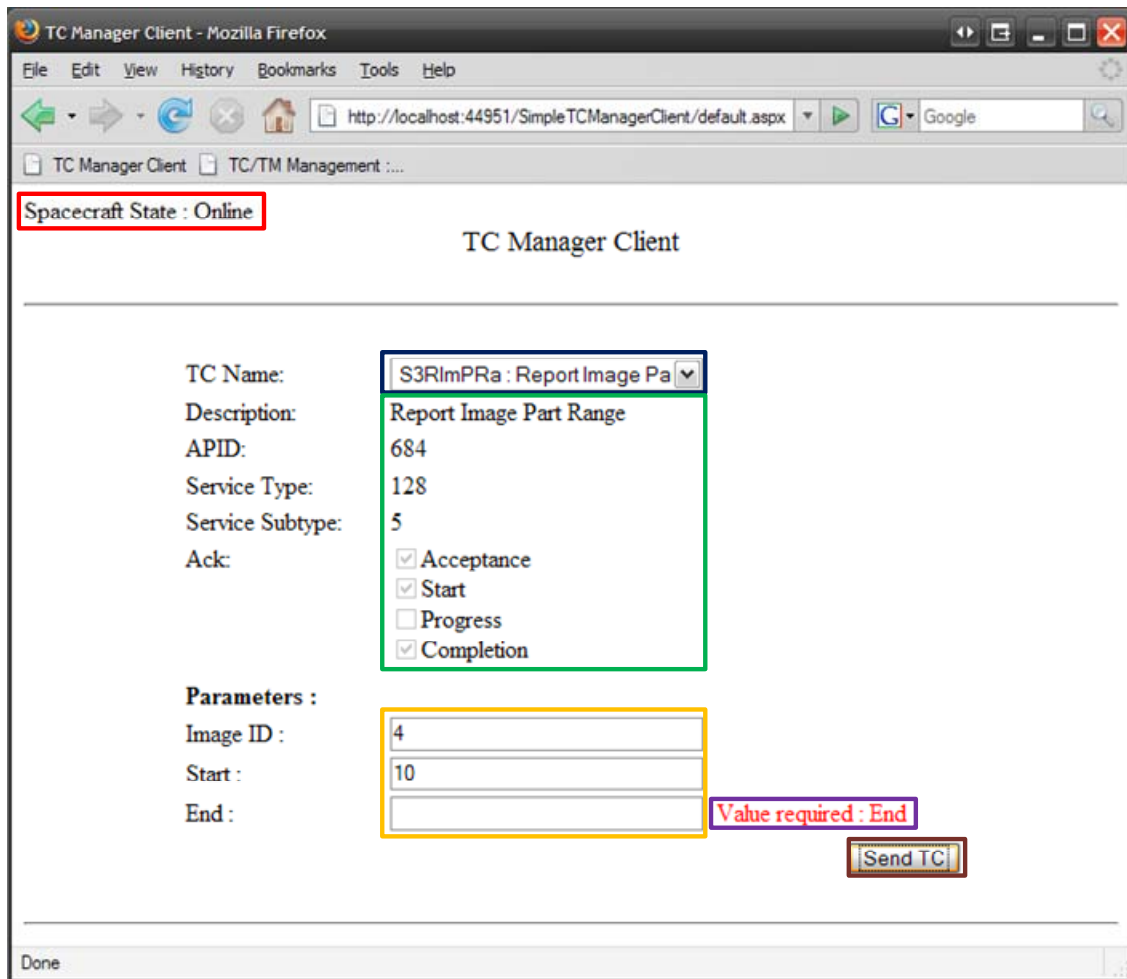 TC Manager Client - Mozilla Firefox
File Edit View History Bookmarks Tools Help
http://localhost:44951/SimpleTCManagerClient/default.aspx G Google
TC Manager Client TC/TM Management :...
Spacecraft State : Online
TC Manager Client
TC Name: S3RImPRa : Report Image Pa
Description: Report Image Part Range
APID: 684
Service Type: 128
Service Subtype: 5
Ack: Acceptance
Start
Progress
Completion
Parameters :
Image ID : 4
Start : 10
End : Value required : End
Send TC
Done